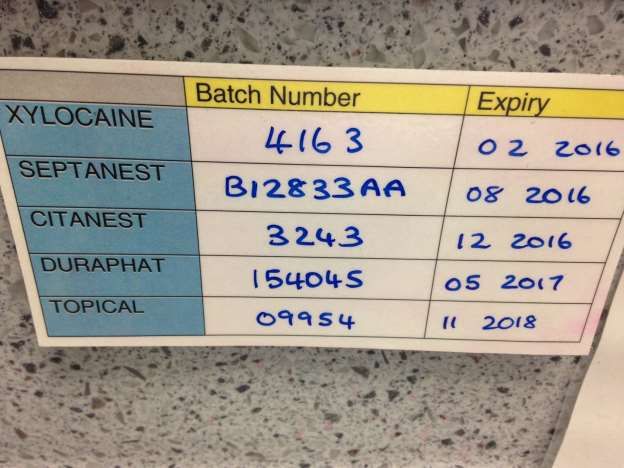 Batch Number Expiry
XYLOCAINE 4163 02 2016
SEPTANEST B12833AA 08 2016
CITANEST 3243 12 2016
DURAPHAT 154045 05 2017
TOPICAL 09954 11 2018